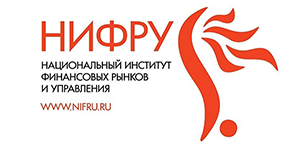 НИФРУ
НАЦИОНАЛЬНЫЙ ИНСТИТУТ
ФИНАНСОВЫХ РЫНКОВ
И УПРАВЛЕНИЯ
WWW.NIFRU.RU